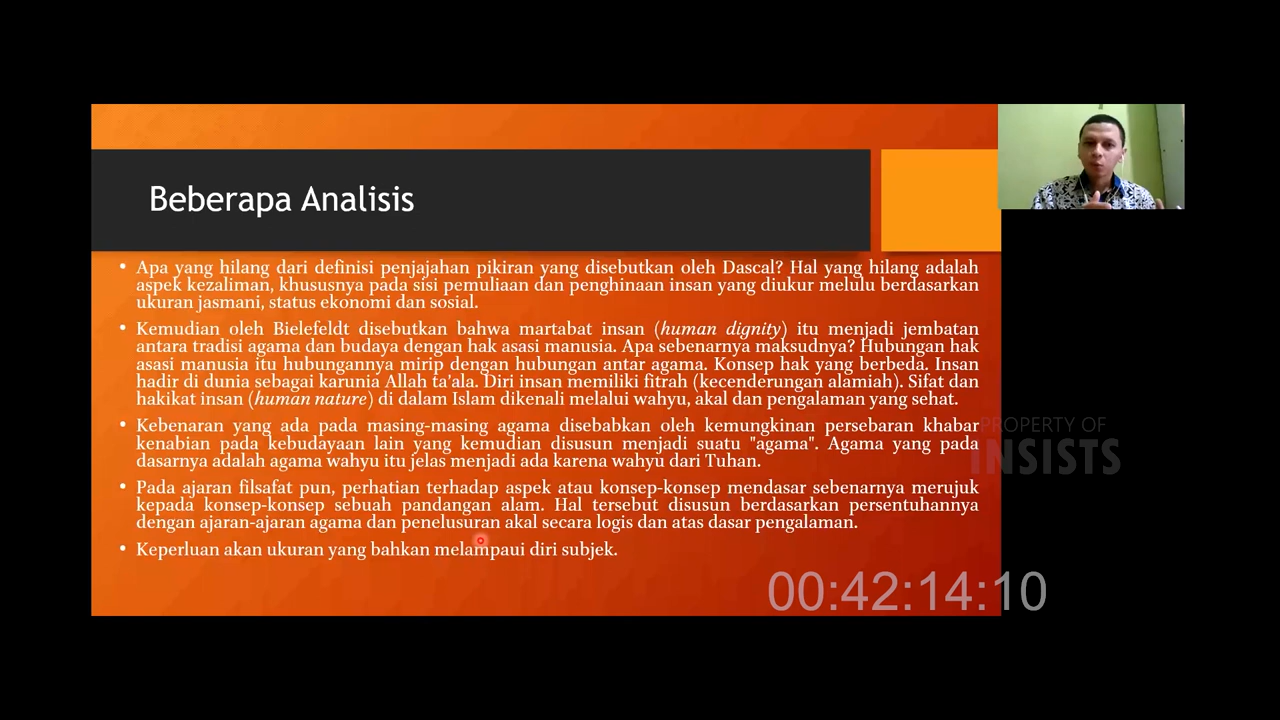 Beberapa Analisis
• Apa yang hilang dari definisi penjajahan pikiran yang disebutkan oleh Dascal? Hal yang hilang adalah
aspek kezaliman, khususnya pada sisi pemuliaan dan penghinaan insan yang diukur melulu berdasarkan
ukuran jasmani, status ekonomi dan sosial.
• Kemudian oleh Bielefeldt disebutkan bahwa martabat insan (human dignity) itu menjadi jembatan
antara tradisi agama dan budaya dengan hak asasi manusia. Apa sebenarnya maksudnya? Hubungan hak
asasi manusia itu hubungannya mirip dengan hubungan antar agama. Konsep hak yang berbeda. Insan
hadir di dunia sebagai karunia Allah ta'ala. Diri insan memiliki fitrah (kecenderungan alamiah). Sifat dan
hakikat insan (human nature) di dalam Islam dikenali melalui wahyu, akal dan pengalaman yang sehat.
• Kebenaran yang ada pada masing-masing agama disebabkan oleh kemungkinan persebaran khabar
kenabian pada kebudayaan lain yang kemudian disusun menjadi suatu "agama". Agama yang pada
dasarnya adalah agama wahyu itu jelas menjadi ada karena wahyu dari Tuhan.
• Pada ajaran filsafat pun, perhatian terhadap aspek atau konsep-konsep mendasar sebenarnya merujuk
kepada konsep-konsep sebuah pandangan alam. Hal tersebut disusun berdasarkan persentuhannya
dengan ajaran-ajaran agama dan penelusuran akal secara logis dan atas dasar pengalaman.
• Keperluan akan ukuran yang bahkan melampaui diri subjek.
PROPERTY OF
INSISTS
00:42:14:10